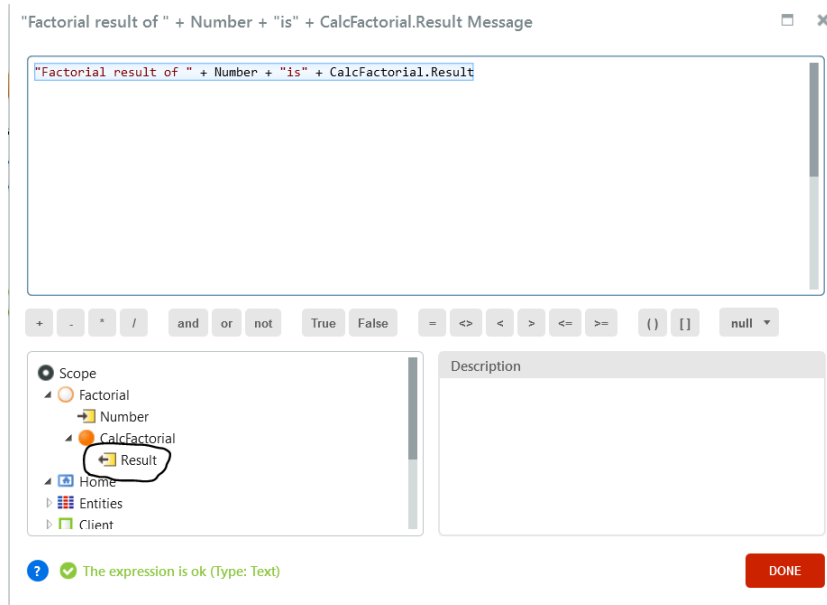 "Factorial result of " + Number + "is" + CalcFactorial.Result Message
"Factorial result of " + Number + "is" + CalcFactorial.Result
+ - * / and or not True False = <> < > <= >= ( ) [ ] null
Scope
Factorial
Number
CalcFactorial
Result
Home
Entities
Client
Description
? The expression is ok (Type: Text)
DONE